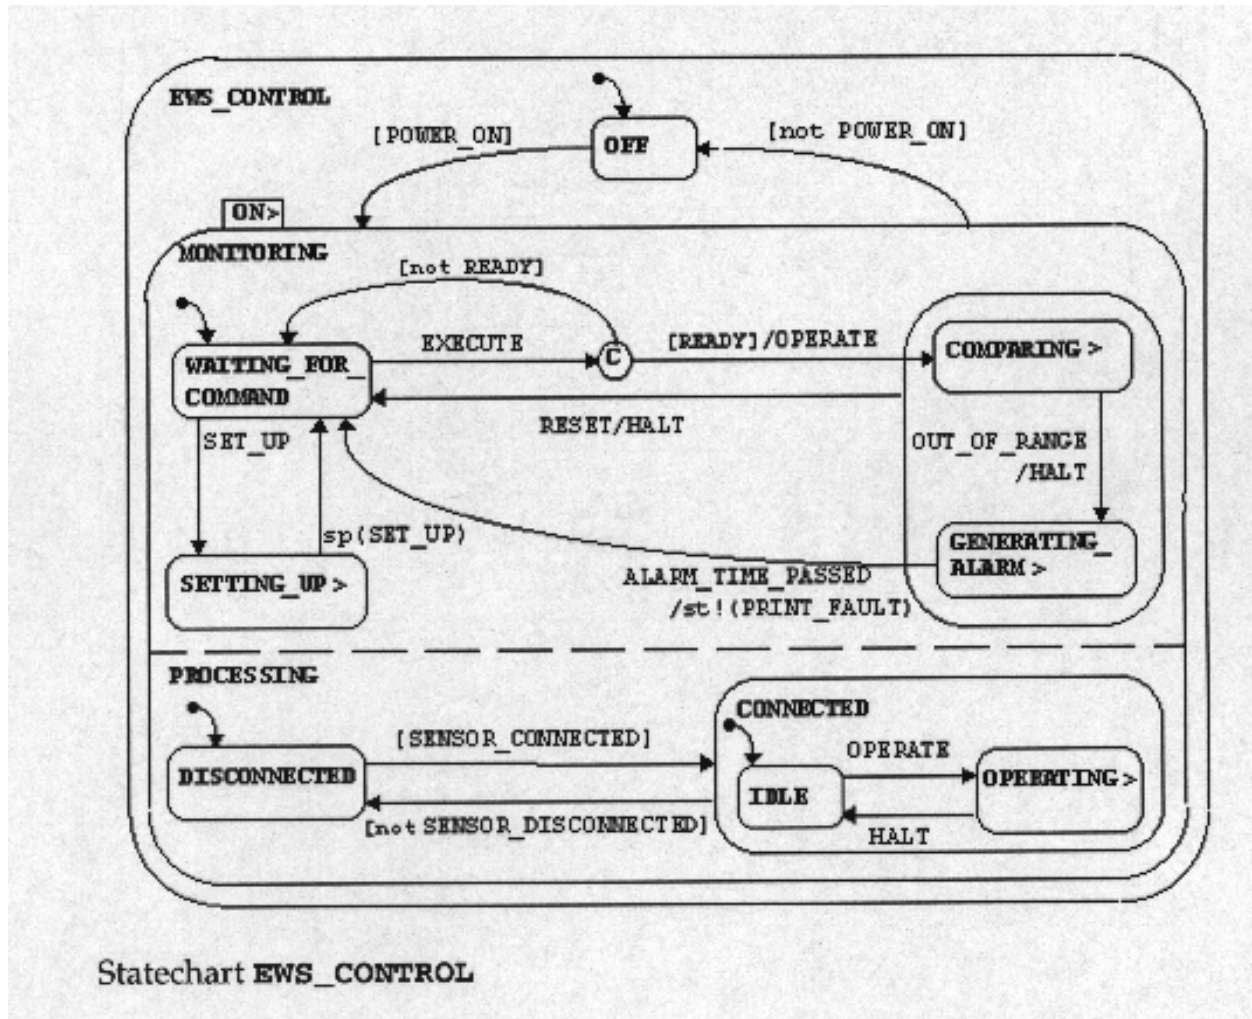 EWS_CONTROL
[POWER_ON]
OFF
[not POWER_ON]
ON>
MONITORING
[not READY]
WAITING_FOR_
COMMAND
EXECUTE
C
[READY]/OPERATE
COMPARING >
RESET/HALT
SET_UP
OUT_OF_RANGE
/HALT
sp(SET_UP)
SETTING_UP >
GENERATING_
ALARM >
ALARM_TIME_PASSED
/st!(PRINT_FAULT)
PROCESSING
CONNECTED
[SENSOR_CONNECTED]
OPERATE
DISCONNECTED
IDLE
OPERATING >
[not SENSOR_DISCONNECTED]
HALT
Statechart EWS_CONTROL